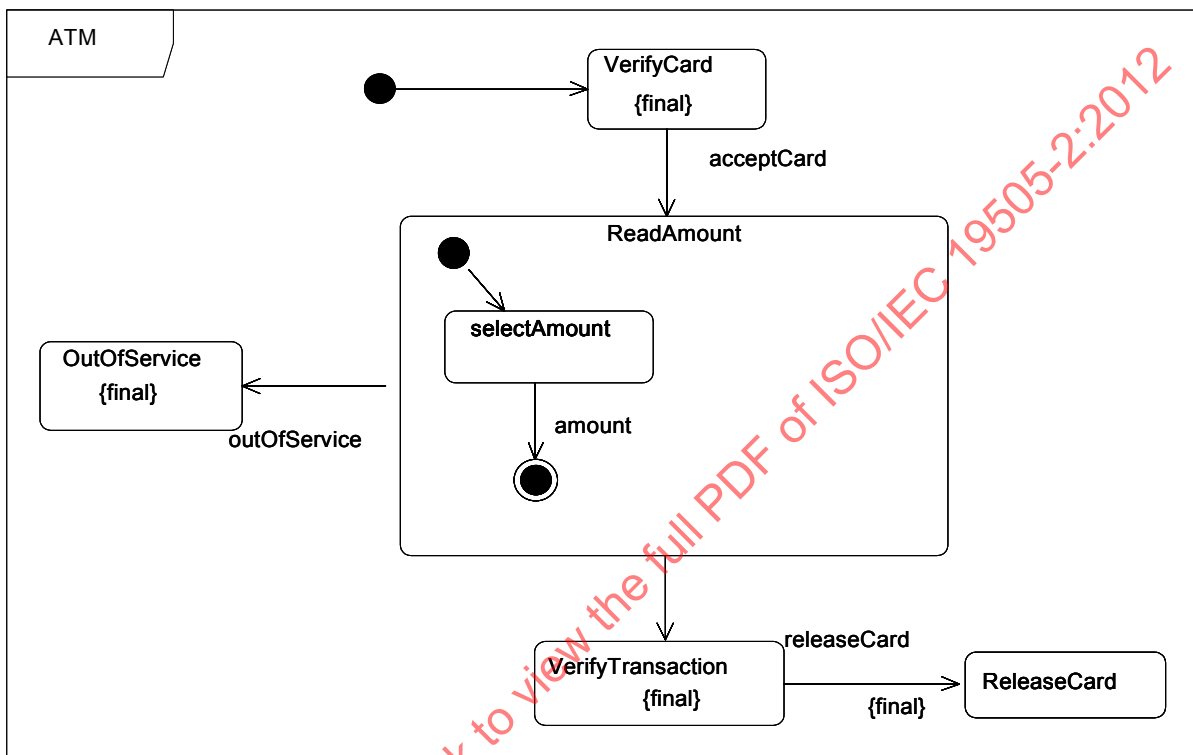 ATM
VerifyCard
{final}
acceptCard
ReadAmount
selectAmount
OutOfService
{final}
amount
outOfService
releaseCard
VerifyTransaction
{final}
ReleaseCard
{final}
k to view the full PDF of ISO/IEC 19505-2:2012